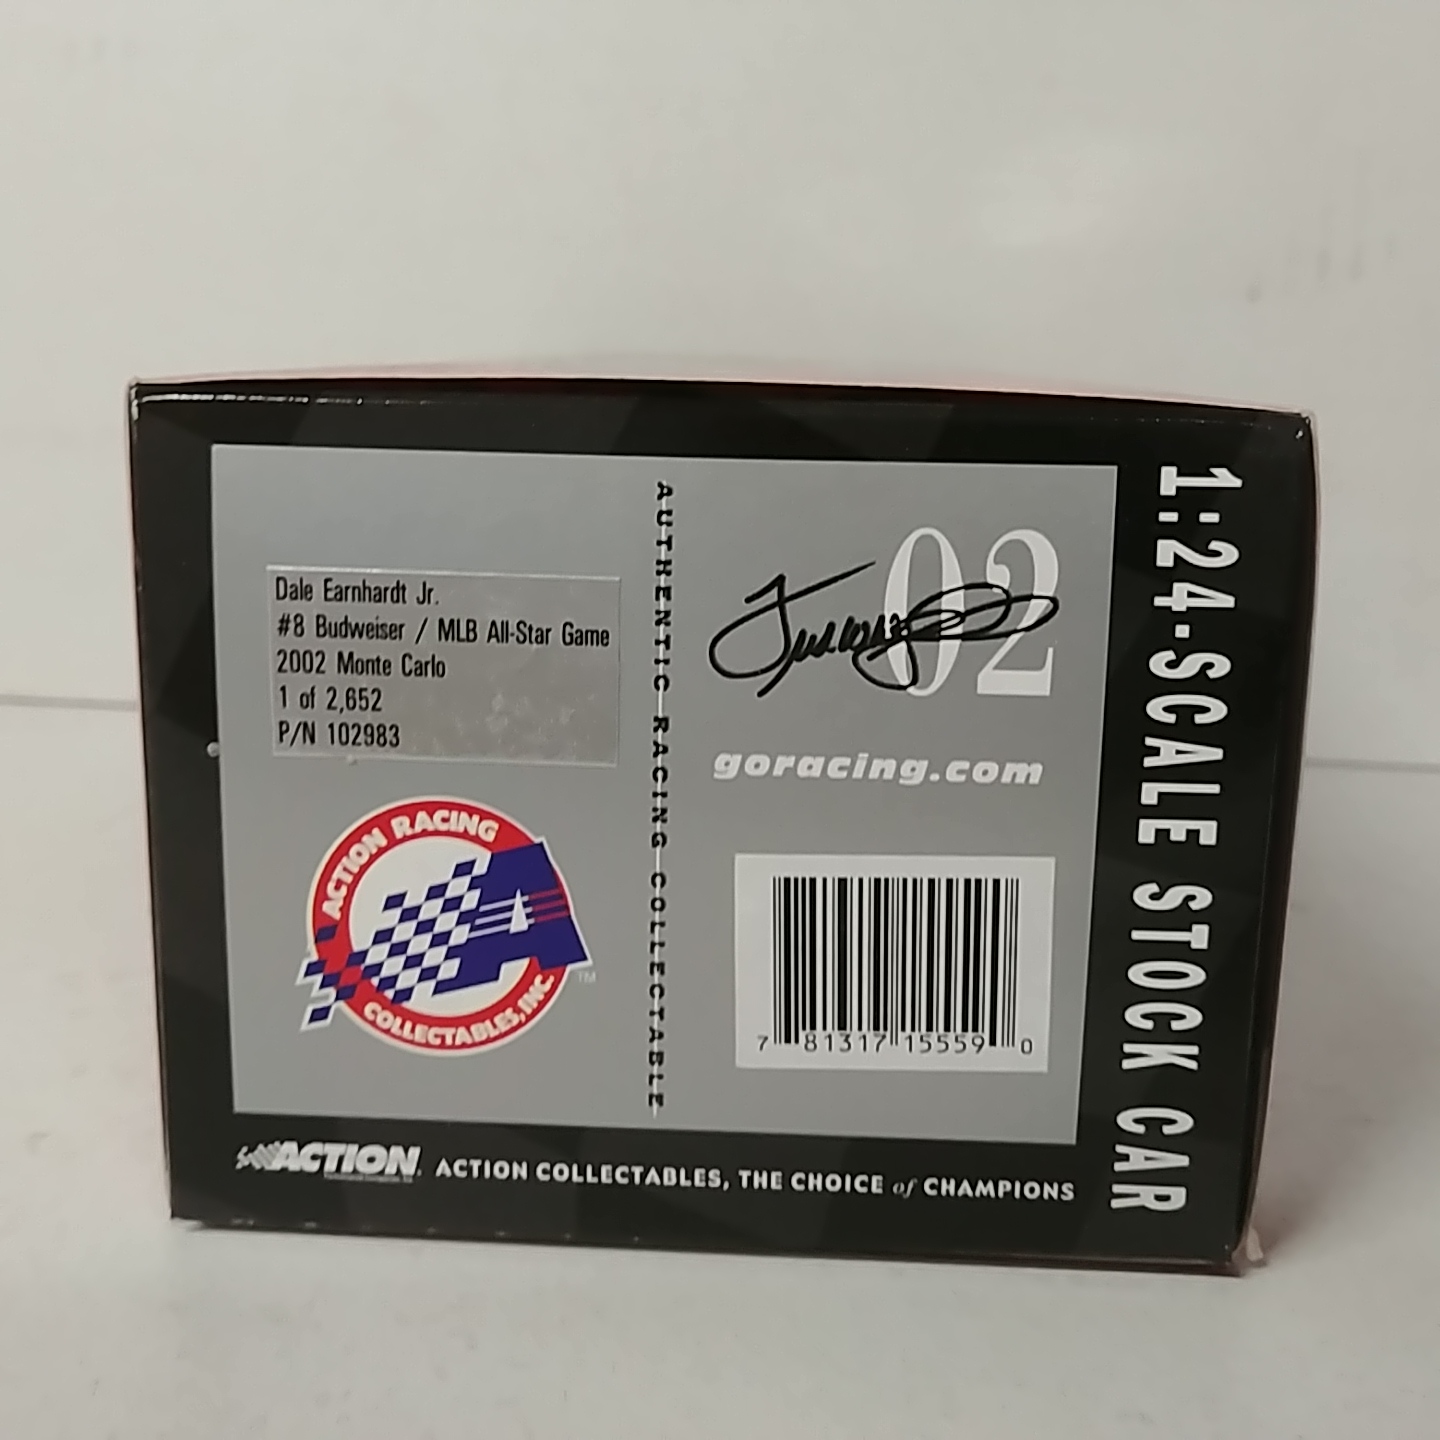 Dale Earnhardt Jr.
#8 Budweiser / MLB All-Star Game
2002 Monte Carlo
1 of 2,652
P/N 102983
ACTION RACING
COLLECTABLES, INC.
A
TM
AUTHENTIC RACING COLLECTABLE
02
goracing.com
7 81317 15559 0
1:24-SCALE STOCK CAR
ACTION
ACTION COLLECTABLES, THE CHOICE of CHAMPIONS